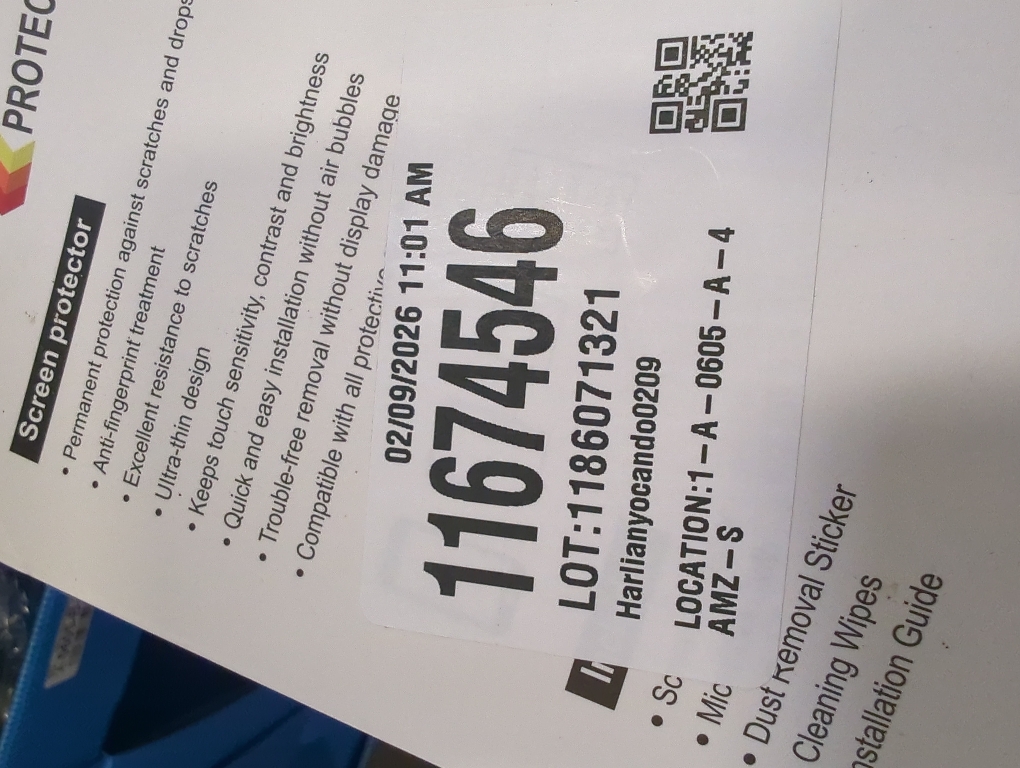 PROTEC
Screen protector
• Permanent protection against scratches and drops
• Anti-fingerprint treatment
• Excellent resistance to scratches
• Ultra-thin design
• Keeps touch sensitivity, contrast and brightness
• Quick and easy installation without air bubbles
• Trouble-free removal without display damage
• Compatible with all protective
02/09/2026 11:01 AM
11674546
LOT:1186071321
Harlianyocando0209
LOCATION:1-A-0605-A-4
AMZ-S
• Sc
• Mic
• Dust Removal Sticker
Cleaning Wipes
nstallation Guide